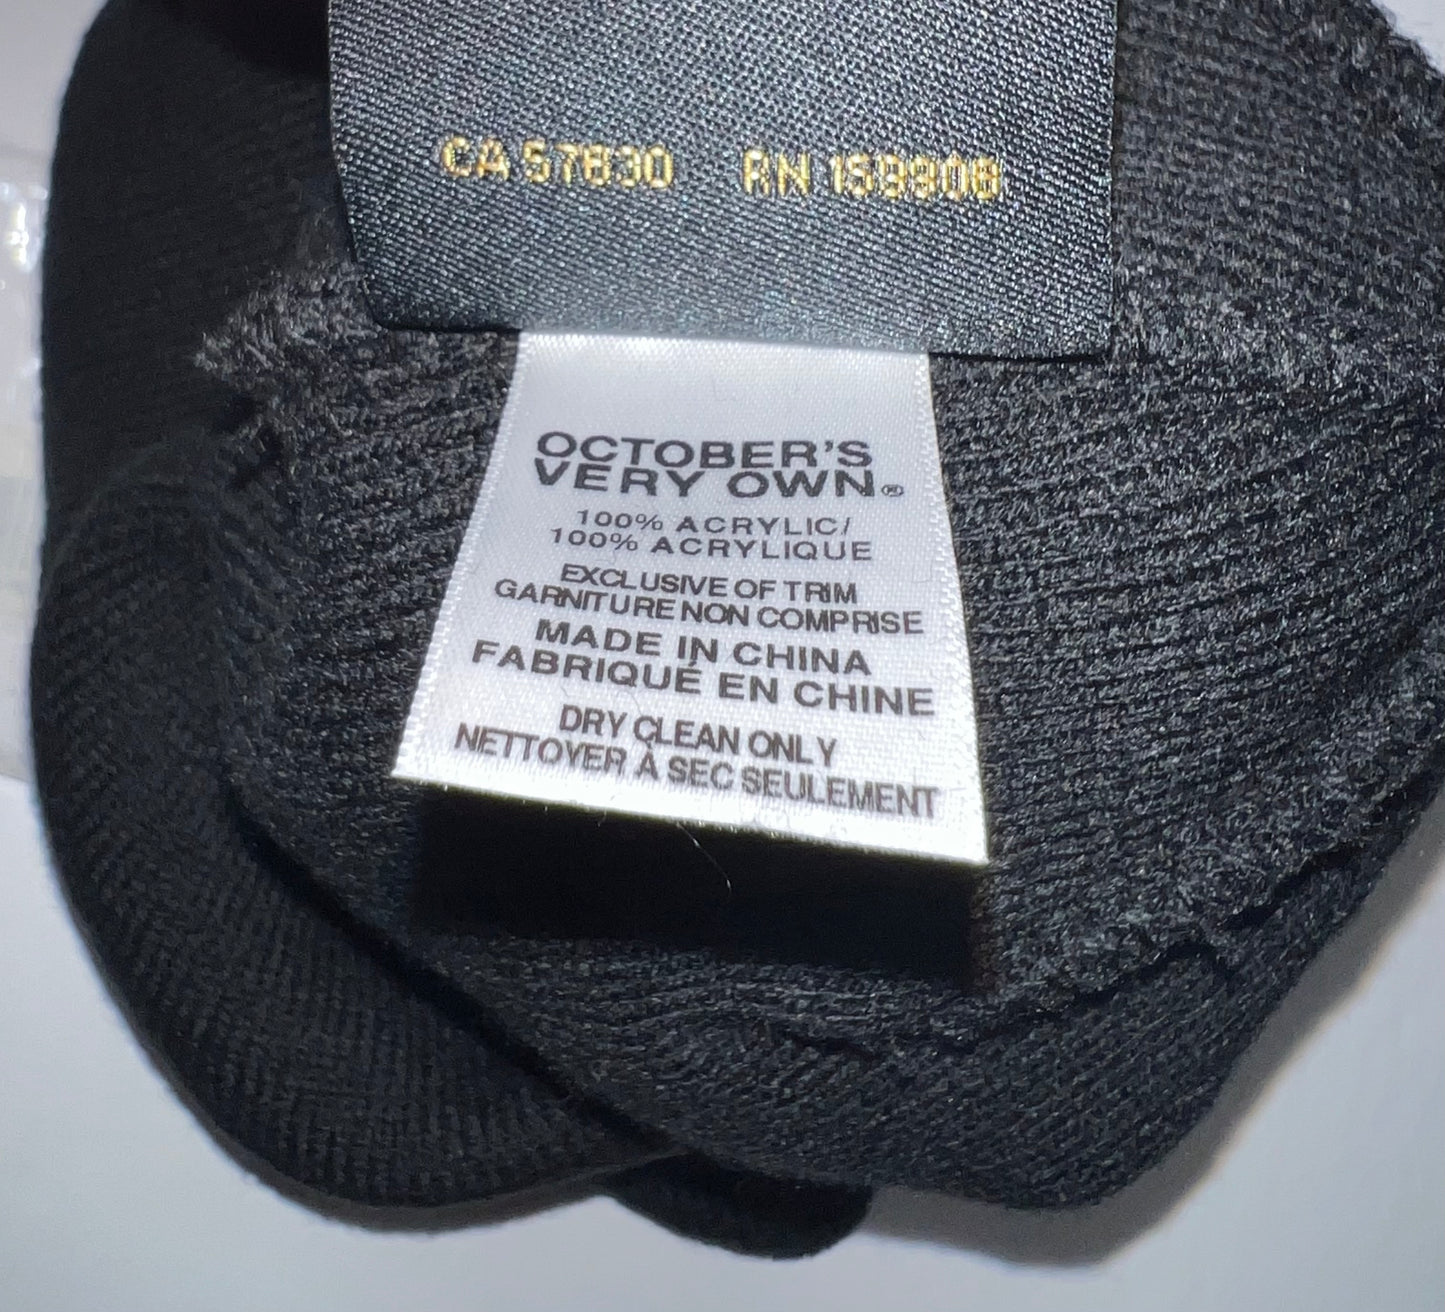 CA 57830 RN 159908
OCTOBER'S
VERY OWN®
100% ACRYLIC/
100% ACRYLIQUE
EXCLUSIVE OF TRIM
GARNITURE NON COMPRISE
MADE IN CHINA
FABRIQUÉ EN CHINE
DRY CLEAN ONLY
NETTOYER À SEC SEULEMENT